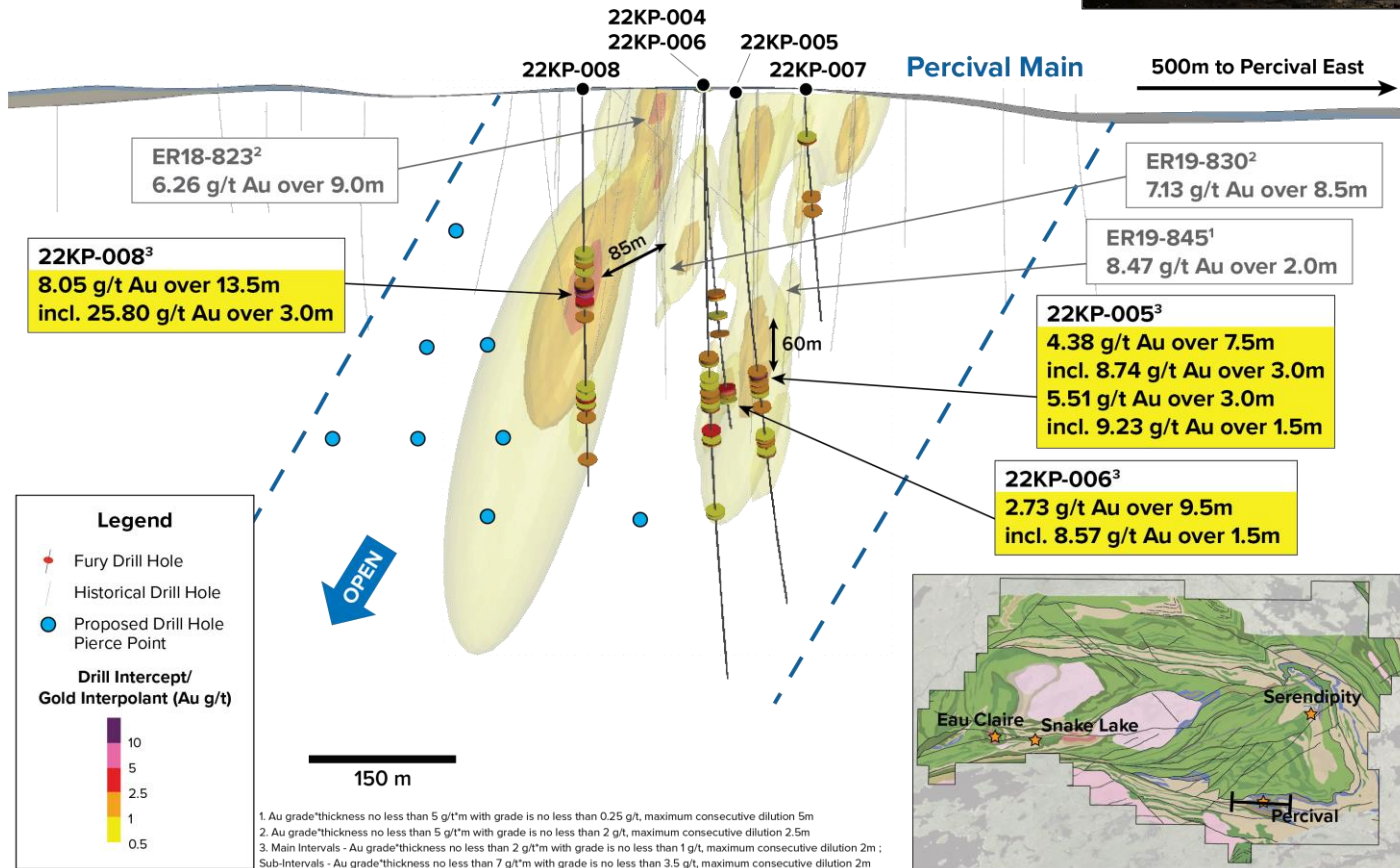 22KP-004
22KP-006
22KP-005
22KP-008
22KP-007
Percival Main
500m to Percival East
ER18-823²
6.26 g/t Au over 9.0m
ER19-830²
7.13 g/t Au over 8.5m
ER19-845¹
8.47 g/t Au over 2.0m
85m
22KP-008³
8.05 g/t Au over 13.5m
incl. 25.80 g/t Au over 3.0m
60m
22KP-005³
4.38 g/t Au over 7.5m
incl. 8.74 g/t Au over 3.0m
5.51 g/t Au over 3.0m
incl. 9.23 g/t Au over 1.5m
22KP-006³
2.73 g/t Au over 9.5m
incl. 8.57 g/t Au over 1.5m
OPEN
Legend
Fury Drill Hole
Historical Drill Hole
Proposed Drill Hole
Pierce Point
Drill Intercept/
Gold Interpolant (Au g/t)
10
5
2.5
1
0.5
150 m
1. Au grade*thickness no less than 5 g/t*m with grade is no less than 0.25 g/t, maximum consecutive dilution 5m
2. Au grade*thickness no less than 5 g/t*m with grade is no less than 2 g/t, maximum consecutive dilution 2.5m
3. Main Intervals - Au grade*thickness no less than 2 g/t*m with grade is no less than 1 g/t, maximum consecutive dilution 2m ;
Sub-Intervals - Au grade*thickness no less than 7 g/t*m with grade is no less than 3.5 g/t, maximum consecutive dilution 2m
Serendipity
Eau Claire
Snake Lake
Percival